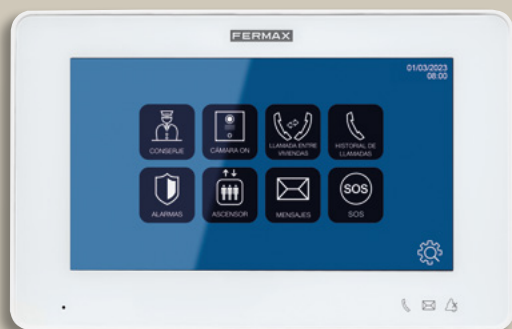 FERMAX
01/03/2023
08:00
CONSERJE
CÁMARA ON
LLAMADA ENTRE
VIVIENDAS
HISTORIAL DE
LLAMADAS
ALARMAS
ASCENSOR
MENSAJES
SOS
SOS